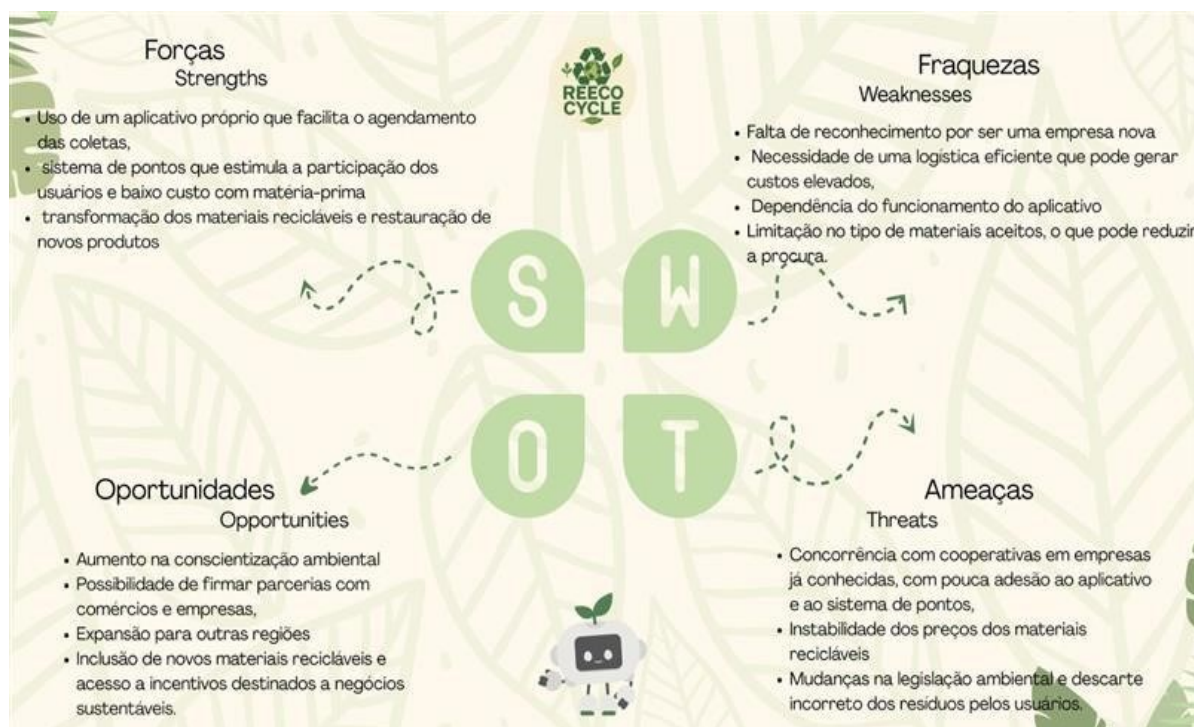 Forças
Strengths
• Uso de um aplicativo próprio que facilita o agendamento
das coletas,
• sistema de pontos que estimula a participação dos
usuários e baixo custo com matéria-prima
• transformação dos materiais recicláveis e restauração de
novos produtos
REECO
CYCLE
Fraquezas
Weaknesses
• Falta de reconhecimento por ser uma empresa nova
• Necessidade de uma logística eficiente que pode gerar
custos elevados,
• Dependência do funcionamento do aplicativo
• Limitação no tipo de materiais aceitos, o que pode reduzir
a procura.
S W
O T
Oportunidades
Opportunities
• Aumento na conscientização ambiental
• Possibilidade de firmar parcerias com
comércios e empresas,
• Expansão para outras regiões
• Inclusão de novos materiais recicláveis e
acesso a incentivos destinados a negócios
sustentáveis.
Ameaças
Threats
• Concorrência com cooperativas em empresas
já conhecidas, com pouca adesão ao aplicativo
e ao sistema de pontos,
• Instabilidade dos preços dos materiais
recicláveis
• Mudanças na legislação ambiental e descarte
incorreto dos resíduos pelos usuários.